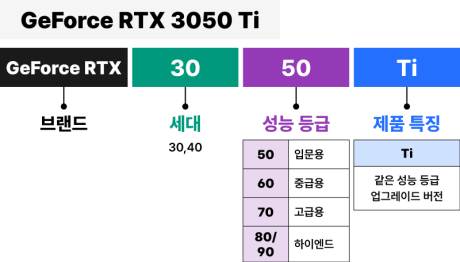 GeForce RTX 3050 Ti
GeForce RTX 30 50 Ti
브랜드 세대 성능 등급 제품 특징
30,40
50 입문용
60 중급용
70 고급용
80/
90 하이엔드
Ti
같은 성능 등급
업그레이드 버전